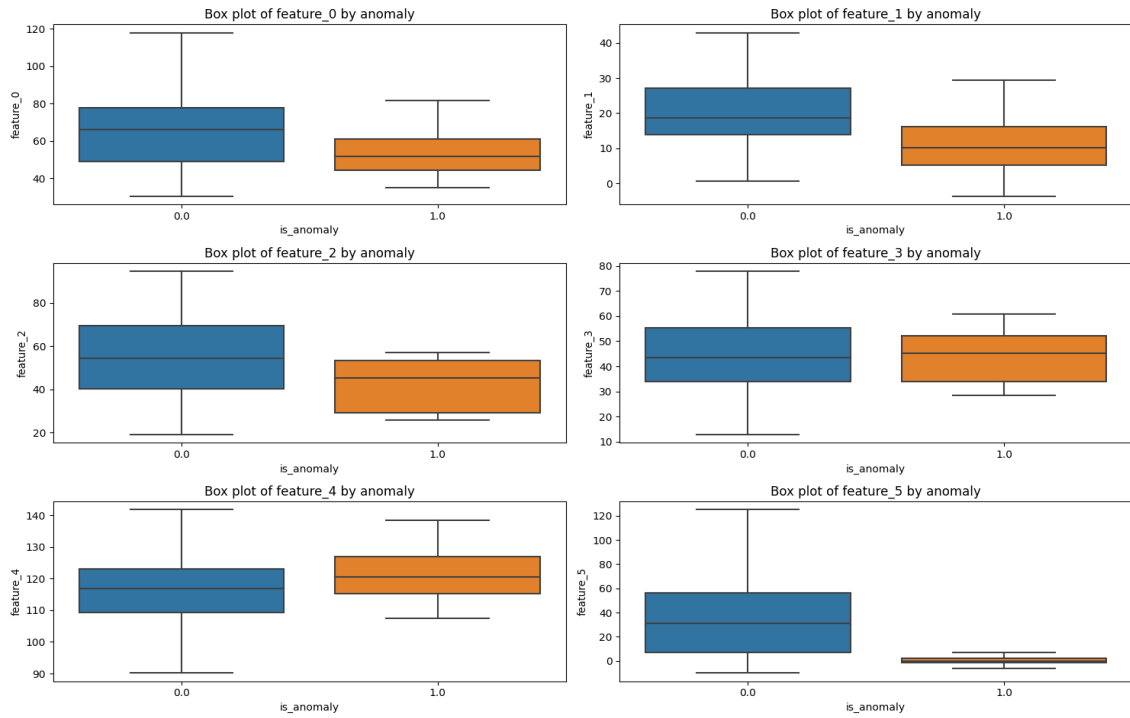 Box plot of feature_0 by anomaly
120
100
80
60
40
feature_0
0.0
1.0
is_anomaly
Box plot of feature_1 by anomaly
40
30
20
10
0
feature_1
0.0
1.0
is_anomaly
Box plot of feature_2 by anomaly
80
60
40
20
feature_2
0.0
1.0
is_anomaly
Box plot of feature_3 by anomaly
80
70
60
50
40
30
20
10
feature_3
0.0
1.0
is_anomaly
Box plot of feature_4 by anomaly
140
130
120
110
100
90
feature_4
0.0
1.0
is_anomaly
Box plot of feature_5 by anomaly
120
100
80
60
40
20
0
feature_5
0.0
1.0
is_anomaly